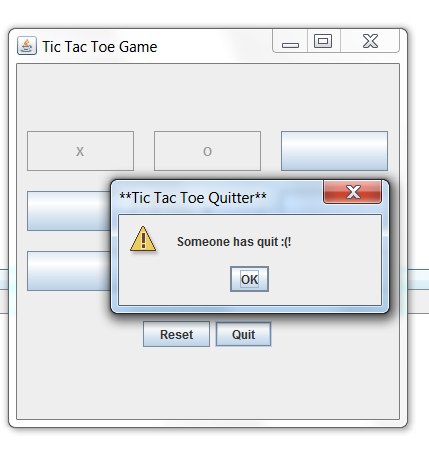 Tic Tac Toe Game
X O
**Tic Tac Toe Quitter**
Someone has quit :(!
OK
Reset Quit